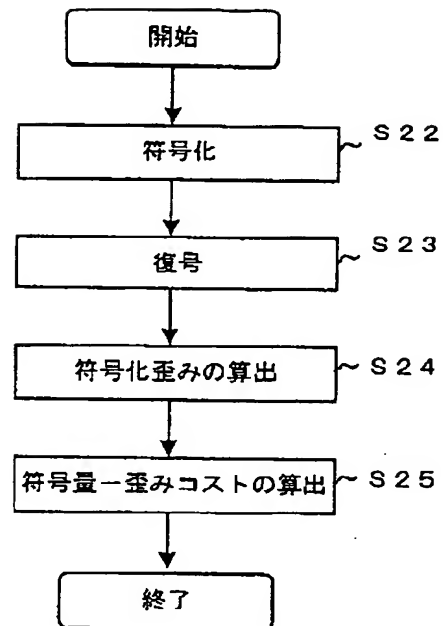 開始
符号化 ~ S22
復号 ~ S23
符号化歪みの算出 ~ S24
符号量ー歪みコストの算出 ~ S25
終了